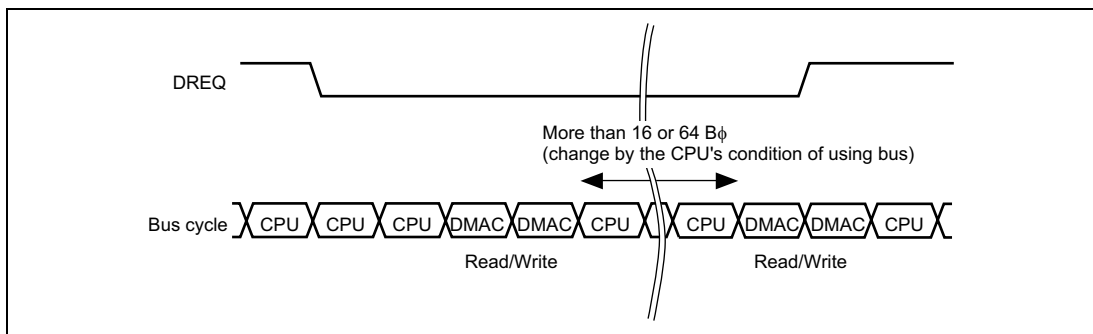 DREQ
More than 16 or 64 Bϕ
(change by the CPU's condition of using bus)
Bus cycle CPU CPU CPU DMAC DMAC CPU CPU DMAC DMAC CPU
Read/Write Read/Write